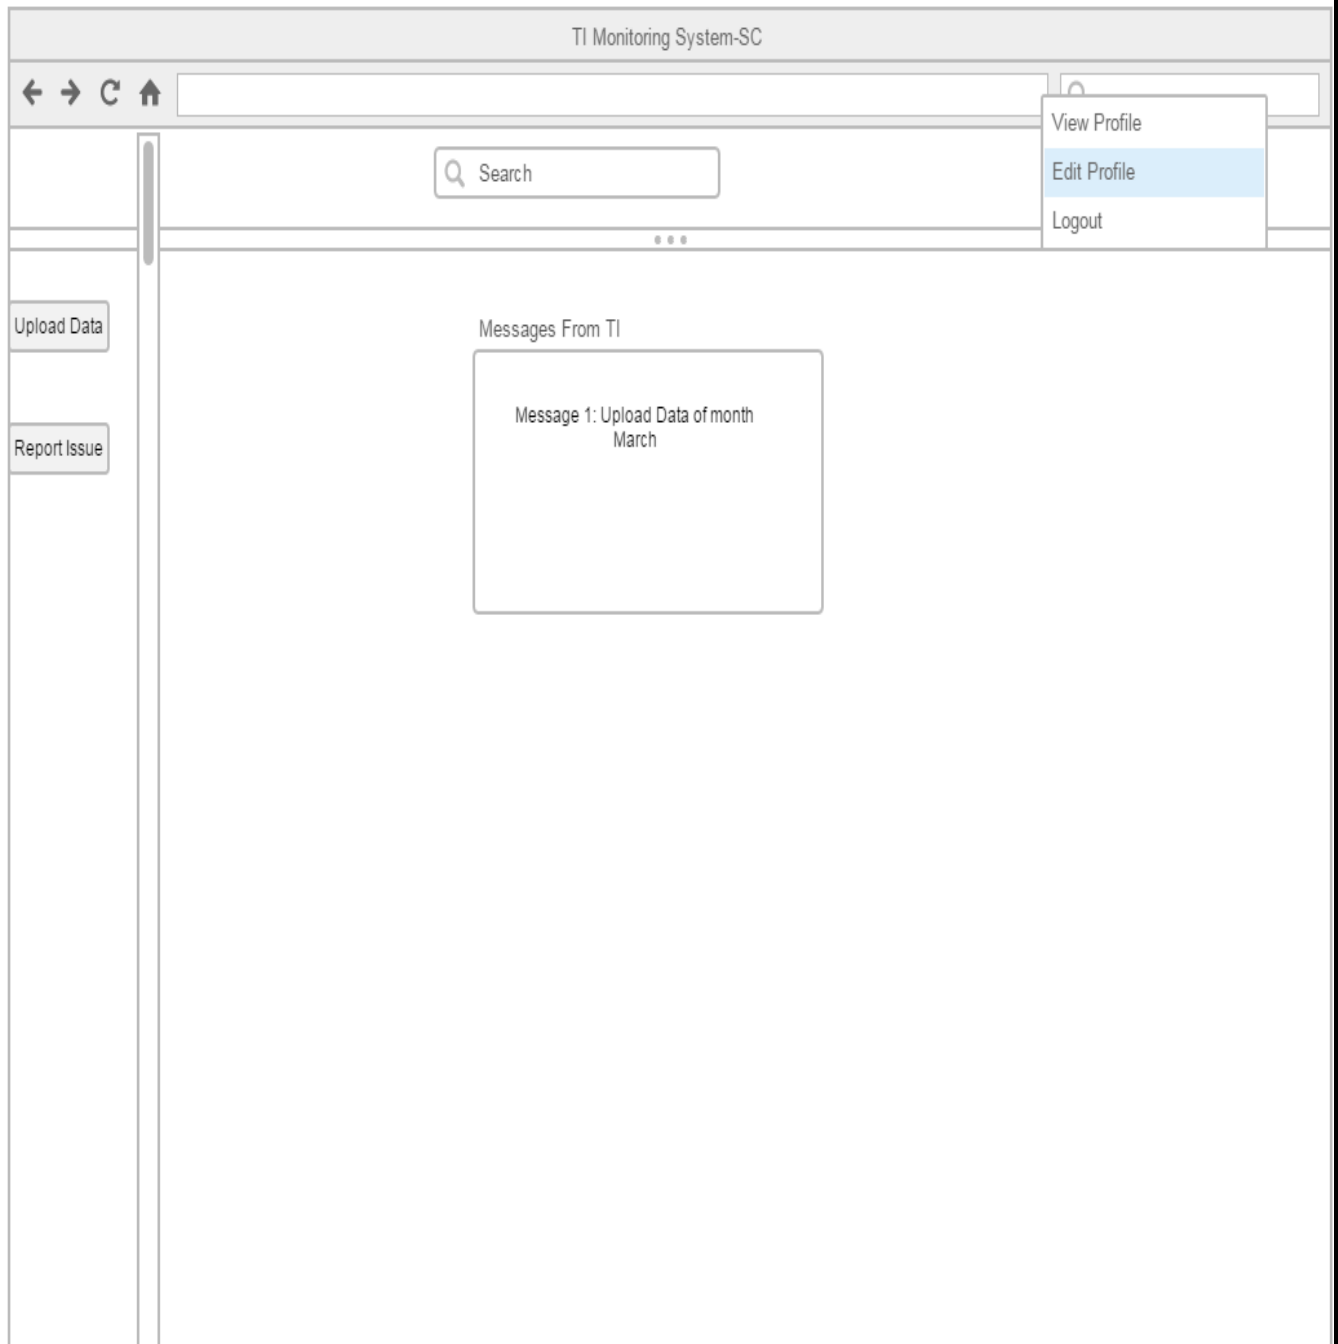 TI Monitoring System-SC
View Profile
Search
Edit Profile
Logout
Upload Data
Messages From TI
Message 1: Upload Data of month
March
Report Issue